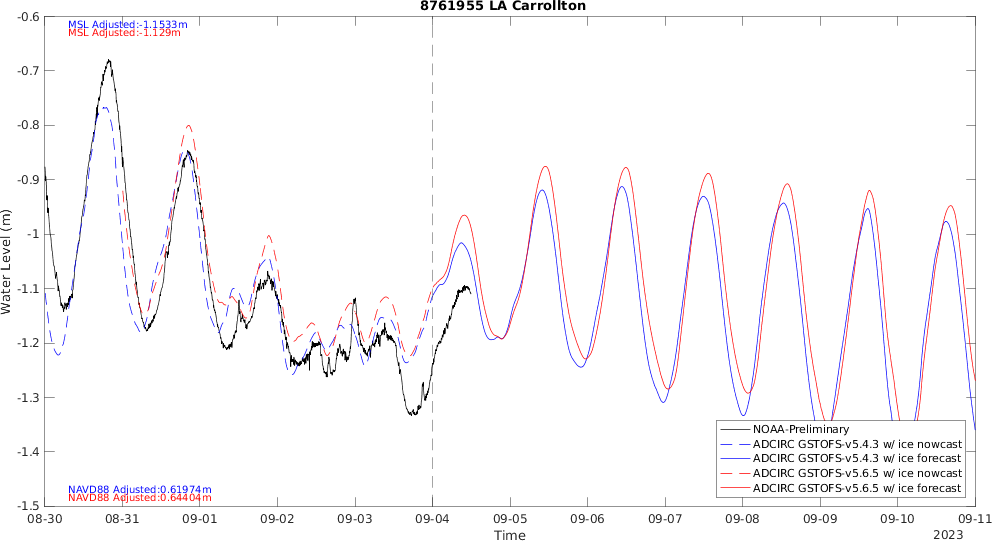 8761955 LA Carrollton
MSL Adjusted:-1.1533m
MSL Adjusted:-1.129m
-0.6
-0.7
-0.8
-0.9
-1
-1.1
-1.2
-1.3
-1.4
-1.5
Water Level (m)
NOAA-Preliminary
ADCIRC GSTOFS-v5.4.3 w/ ice nowcast
ADCIRC GSTOFS-v5.4.3 w/ ice forecast
ADCIRC GSTOFS-v5.6.5 w/ ice nowcast
ADCIRC GSTOFS-v5.6.5 w/ ice forecast
NAVD88 Adjusted:0.61974m
NAVD88 Adjusted:0.64404m
08-30 08-31 09-01 09-02 09-03 09-04 09-05 09-06 09-07 09-08 09-09 09-10 09-11
Time
2023